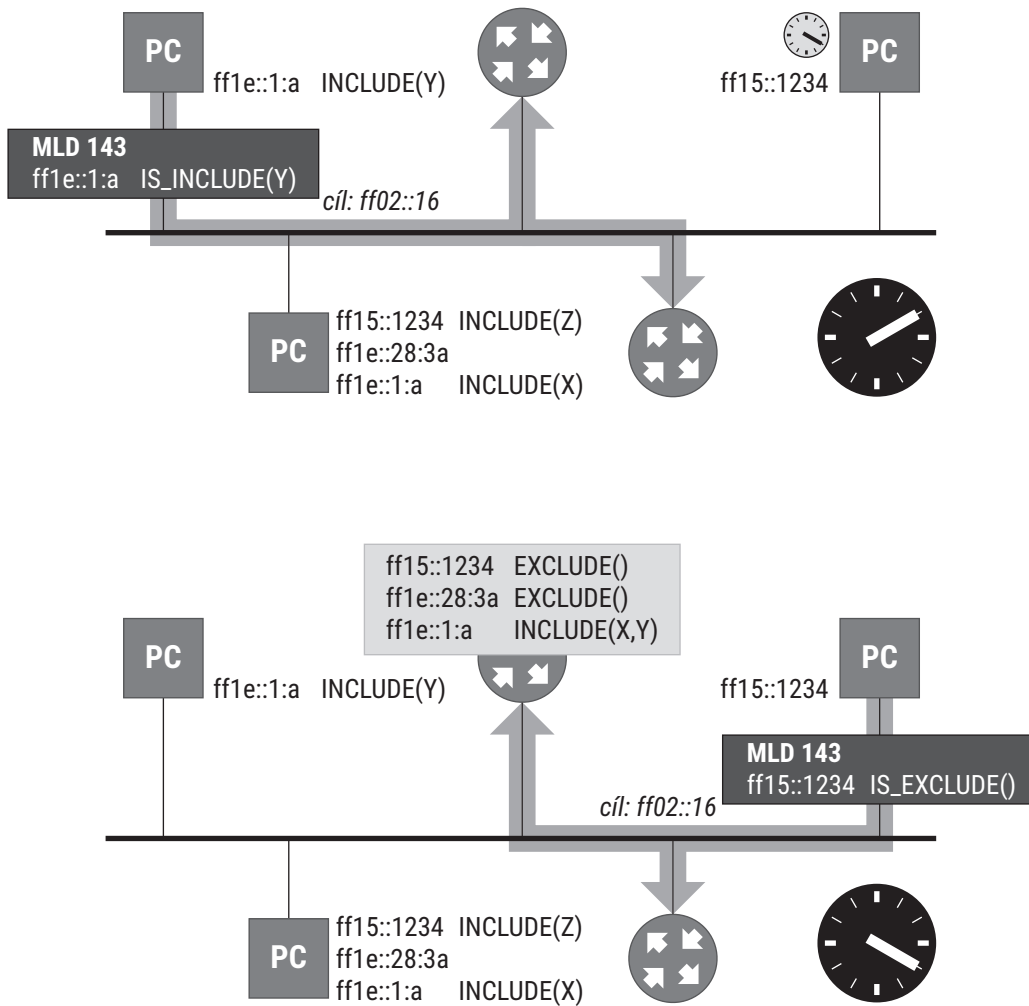 PC
ff1e::1:a INCLUDE(Y)
PC
ff15::1234
MLD 143
ff1e::1:a IS_INCLUDE(Y)
cíl: ff02::16
PC
ff15::1234 INCLUDE(Z)
ff1e::28:3a
ff1e::1:a INCLUDE(X)
ff15::1234 EXCLUDE()
ff1e::28:3a EXCLUDE()
ff1e::1:a INCLUDE(X,Y)
PC
ff1e::1:a INCLUDE(Y)
PC
ff15::1234
MLD 143
ff15::1234 IS_EXCLUDE()
cíl: ff02::16
PC
ff15::1234 INCLUDE(Z)
ff1e::28:3a
ff1e::1:a INCLUDE(X)